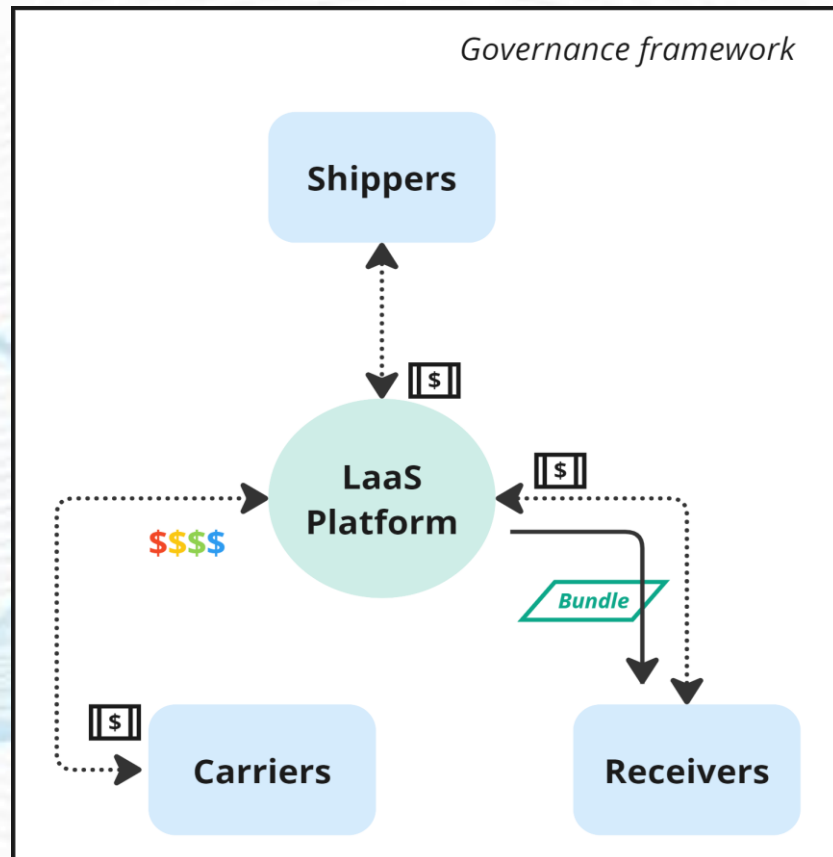 Governance framework
Shippers
$
LaaS
Platform
$
$$$$
Bundle
$
Carriers
Receivers